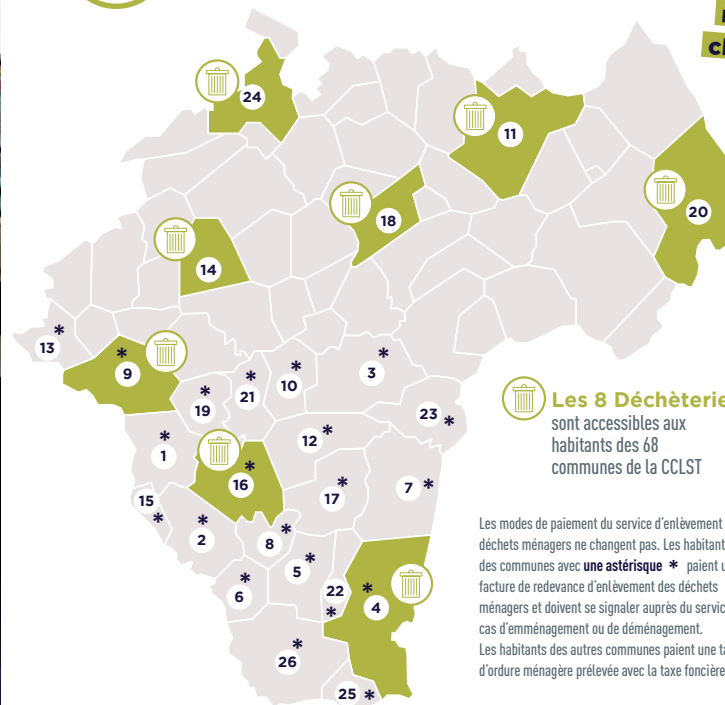 24
11
18
20
14
13 *
9 *
19 *
21 *
10 *
3 *
23 *
1 *
12 *
16 *
17 *
7 *
15 *
2 *
8 *
5 *
6 *
22 *
4 *
26 *
25 *
Les 8 Déchèterie
sont accessibles aux
habitants des 68
communes de la CCLST
Les modes de paiement du service d'enlèvement
déchets ménagers ne changent pas. Les habitant
des communes avec une astérisque * paient u
facture de redevance d'enlèvement des déchets
ménagers et doivent se signaler auprès du servic
cas d'emménagement ou de déménagement.
Les habitants des autres communes paient une ta
d'ordure ménagère prélevée avec la taxe foncière